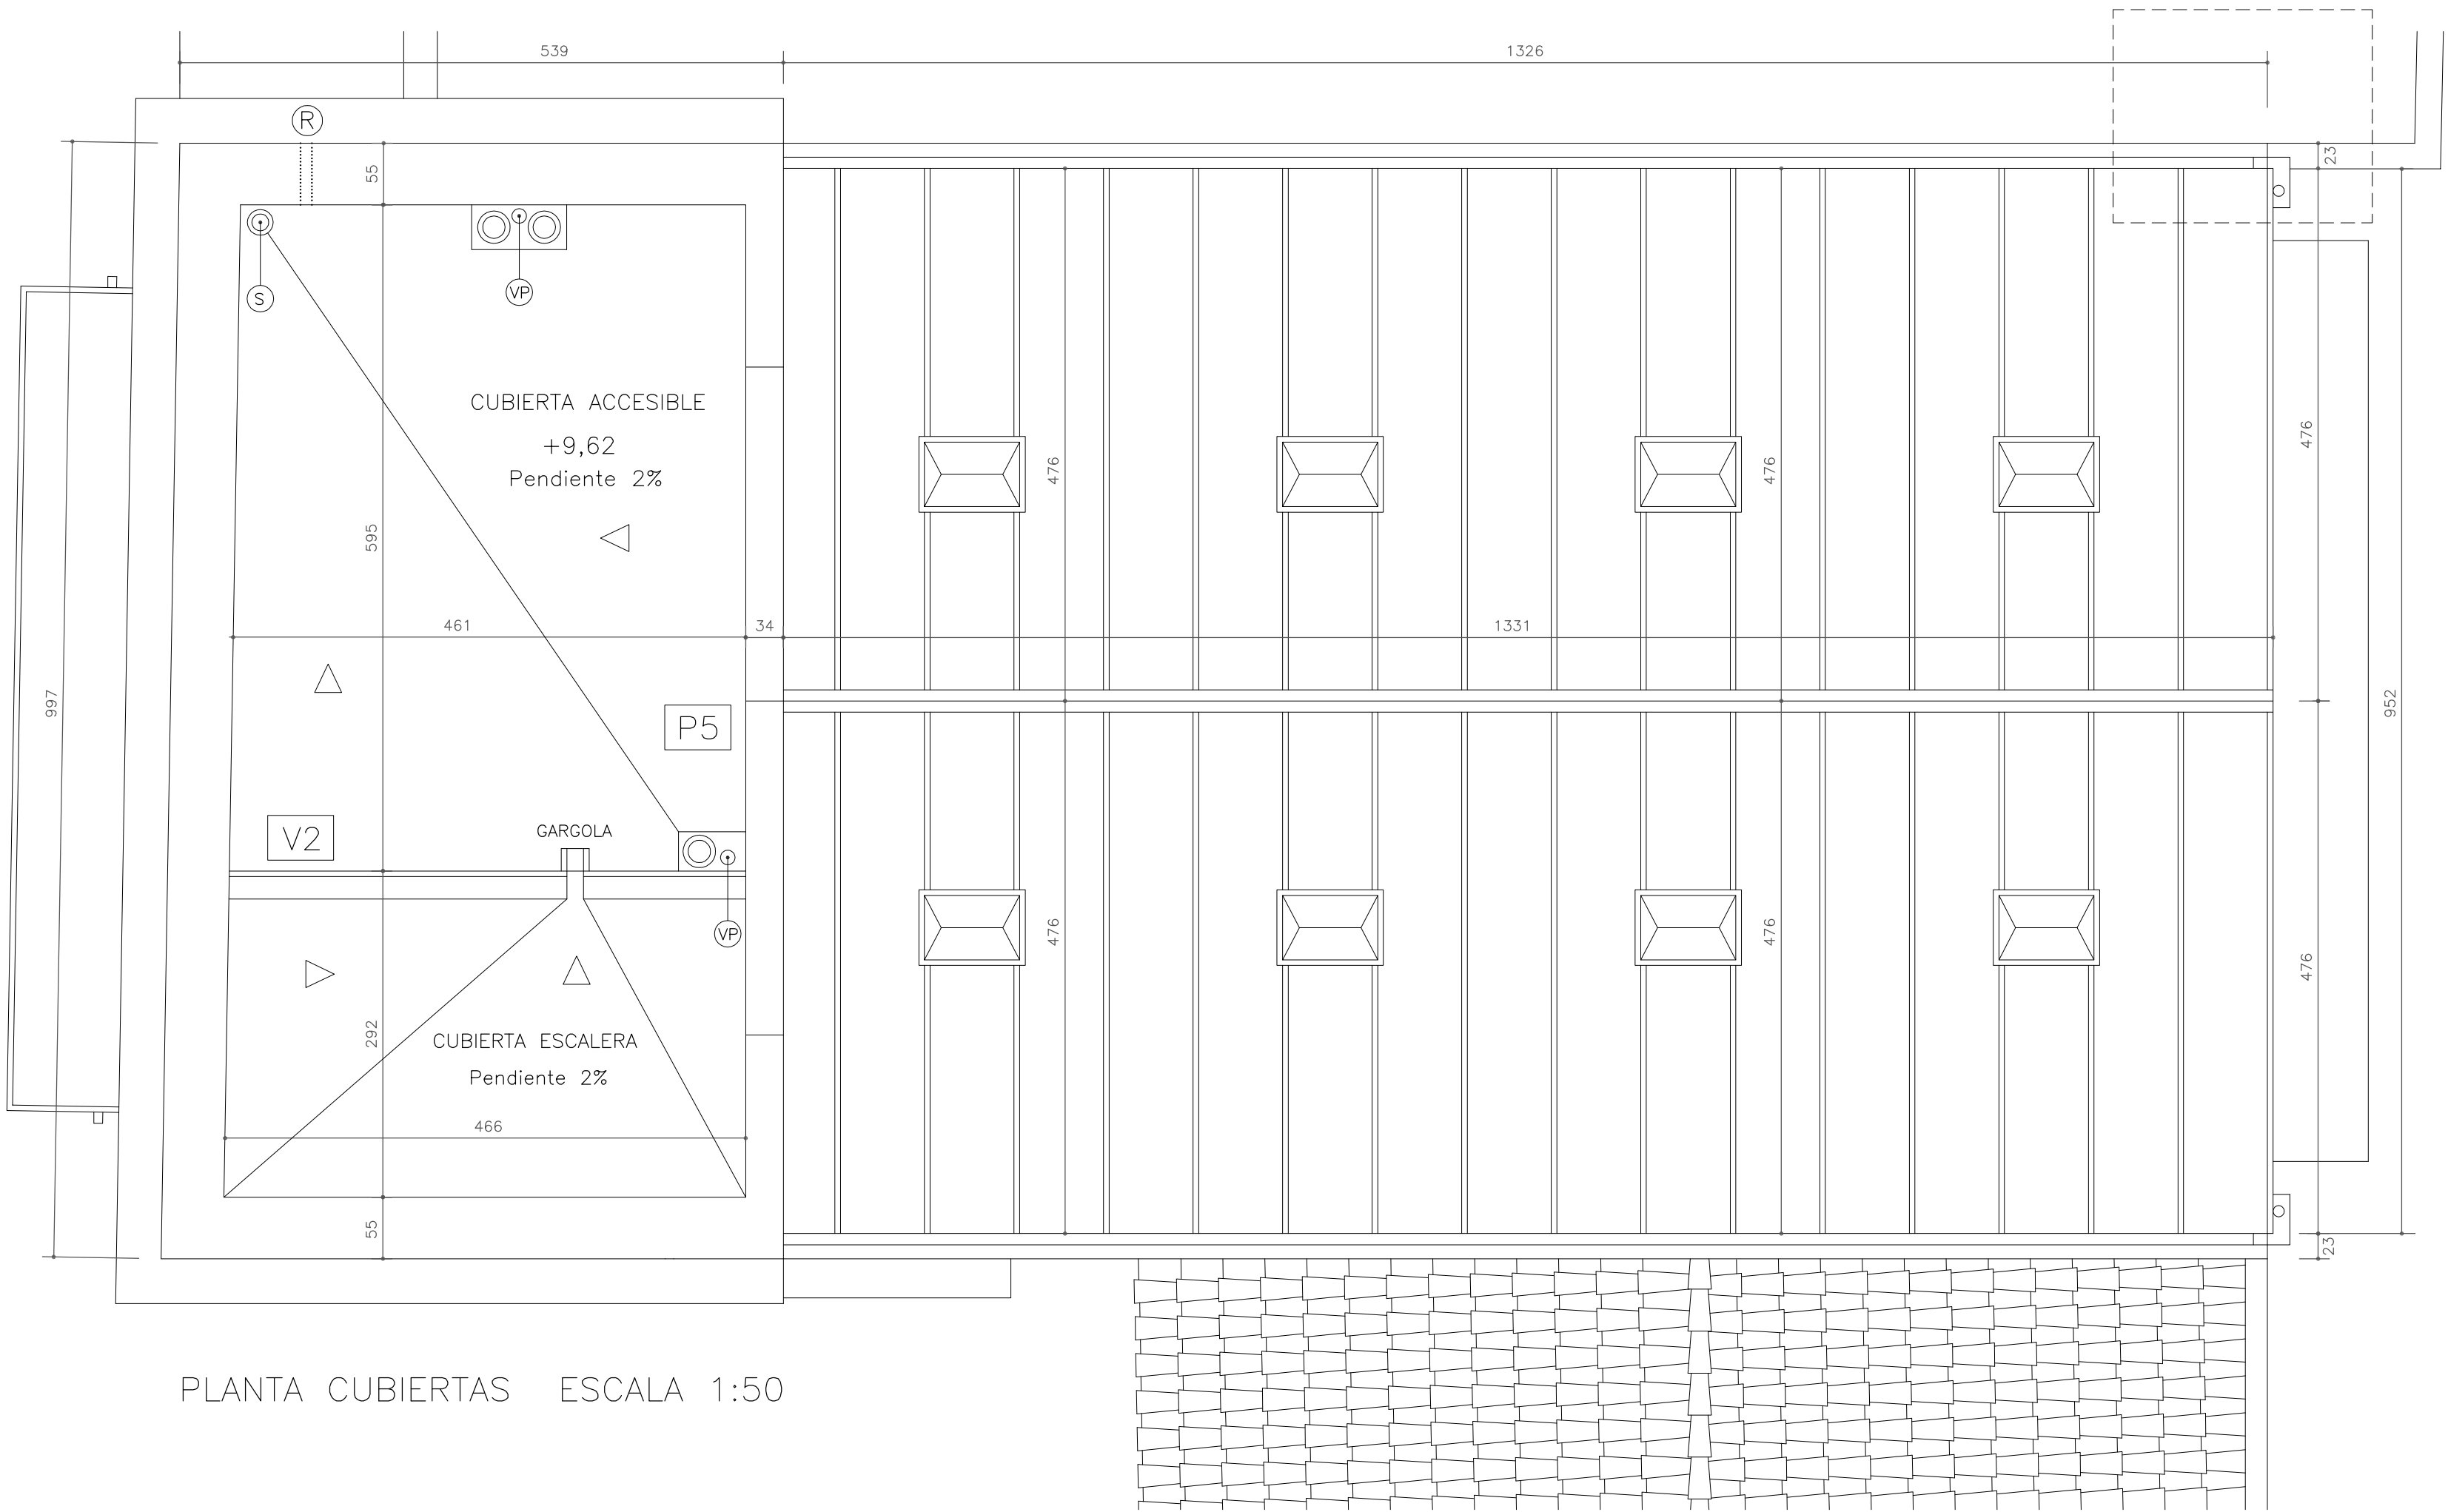 539
1326
R
23
55
S
VP
CUBIERTA ACCESIBLE
+9,62
Pendiente 2%
476
476
476
595
461
34
1331
997
952
P5
V2
GARGOLA
VP
476
476
476
292
CUBIERTA ESCALERA
Pendiente 2%
466
55
23
PLANTA CUBIERTAS ESCALA 1:50